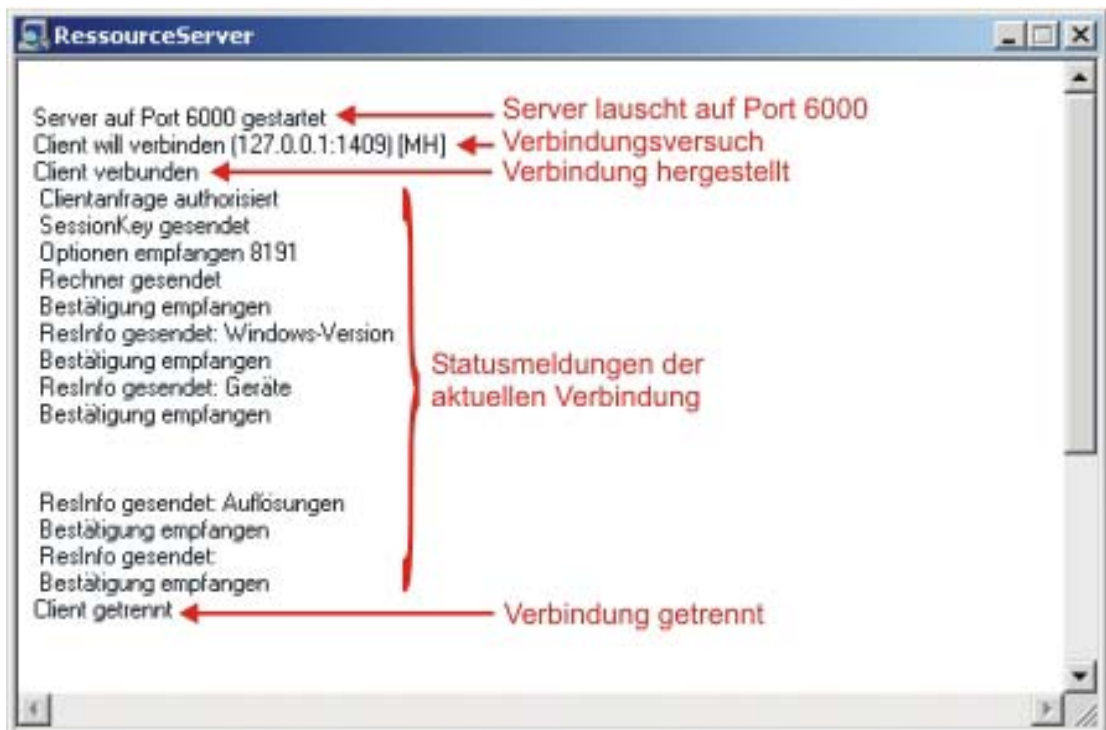 RessourceServer
Server auf Port 6000 gestartet
Server lauscht auf Port 6000
Client will verbinden (127.0.0.1:1409) [MH]
Verbindungsversuch
Client verbunden
Verbindung hergestellt
Clientanfrage authorisiert
SessionKey gesendet
Optionen empfangen 8191
Rechner gesendet
Bestätigung empfangen
ResInfo gesendet: Windows-Version
Bestätigung empfangen
ResInfo gesendet: Geräte
Bestätigung empfangen
Statusmeldungen der
aktuellen Verbindung
ResInfo gesendet: Auflösungen
Bestätigung empfangen
ResInfo gesendet:
Bestätigung empfangen
Client getrennt
Verbindung getrennt